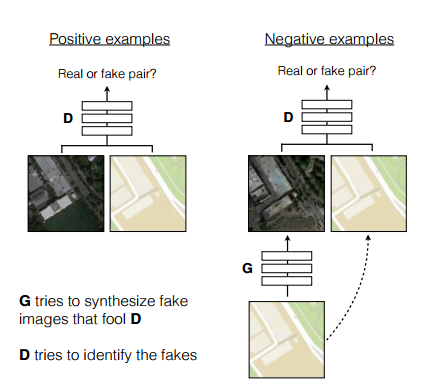 Positive examples
Negative examples
Real or fake pair?
Real or fake pair?
D
D
G
G tries to synthesize fake
images that fool D
D tries to identify the fakes